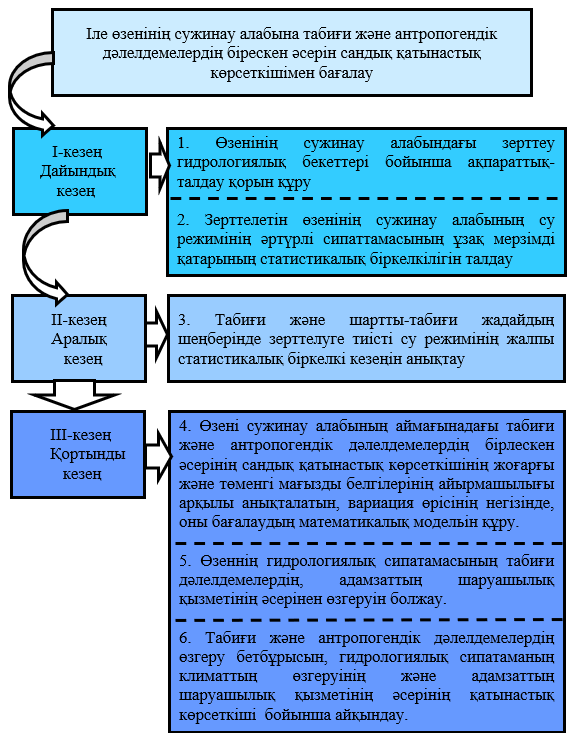 Іле өзенінің сужинау алабына табиғи және антропогендік
дәлелдемелердің бірескен әсерін сандық қатынастық
көрсеткішімен бағалау
І-кезең
Дайындық
кезең
1. Өзенінің сужинау алабындағы зерттеу
гидрологиялық бекеттері бойынша ақпараттық-
талдау қорын құру
2. Зерттелетін өзенінің сужинау алабының су
режимінің әртүрлі сипаттамасының ұзақ мерзімді
қатарының статистикалық біркелкілігін талдау
ІІ-кезең
Аралық
кезең
3. Табиғи және шартты-табиғи жадайдың
шеңберінде зерттелуге тиісті су режимінің жалпы
статистикалық біркелкі кезеңін анықтау
ІІІ-кезең
Қортынды
кезең
4. Өзені сужинау алабының аймағынадағы табиғи
және антропогендік дәлелдемелердің бірлескен
әсерінің сандық қатынастық көрсеткішінің жоғарғы
және төменгі мағызды белгілерінің айырмашылығы
арқылы анықталатын, вариация өрісінің негізінде,
оны бағалаудың математикалық модельін құру.
5. Өзеннің гидрологиялық сипатамасының табиғи
дәлелдемелердің, адамзаттың шаруашылық
қызметінің әсерінен өзгеруін болжау.
6. Табиғи және антропогендік дәлелдемелердің
өзгеру бетбұрысын, гидрологиялық сипатаманың
климаттың өзгеруінің және адамзаттың
шаруашылық қызметінің әсерінің қатынастық
көрсеткіші бойынша айқындау.